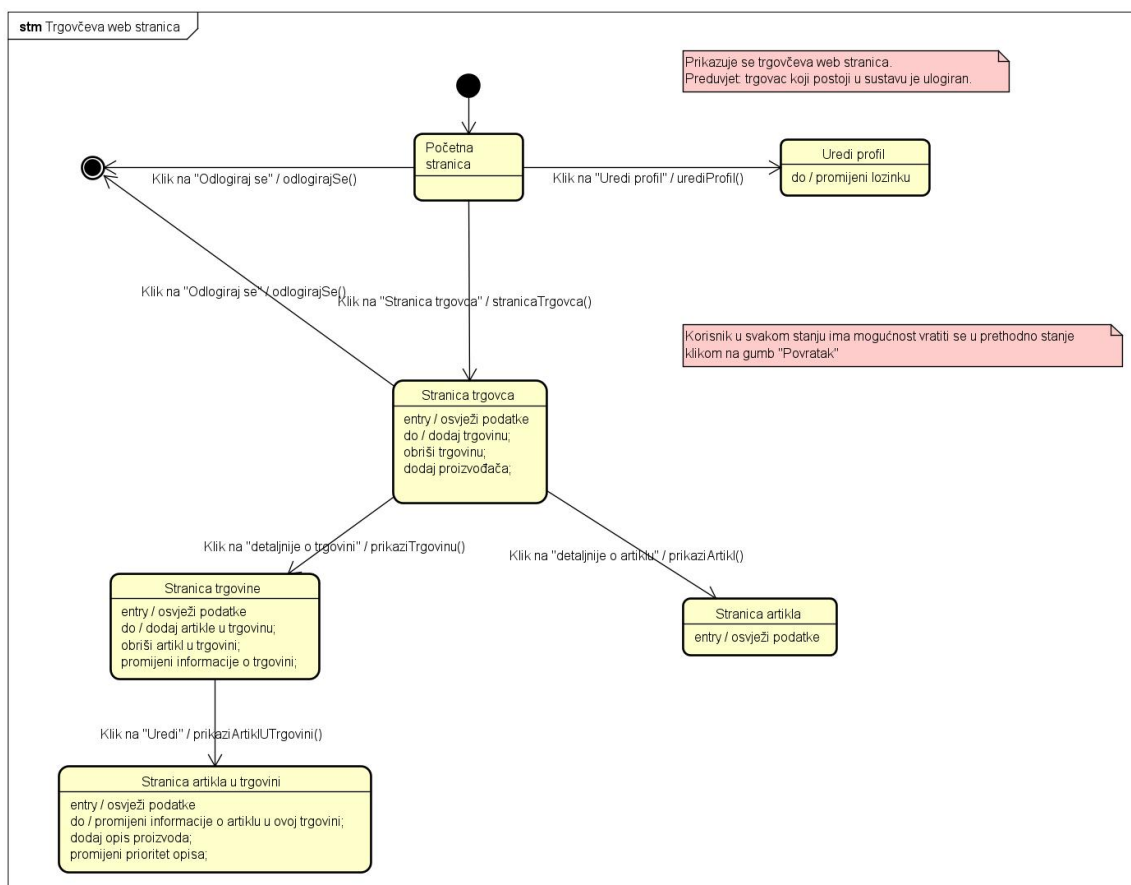 stm Trgovčeva web stranica
Prikazuje se trgovčeva web stranica.
Preduvjet: trgovac koji postoji u sustavu je ulogiran.
Početna
stranica
Uredi profil
do / promijeni lozinku
Klik na "Odlogiraj se" / odlogirajSe()
Klik na "Uredi profil" / urediProfil()
Klik na "Odlogiraj se" / odlogirajSe()
Klik na "Stranica trgovca" / stranicaTrgovca()
Korisnik u svakom stanju ima mogućnost vratiti se u prethodno stanje
klikom na gumb "Povratak"
Stranica trgovca
entry / osvježi podatke
do / dodaj trgovinu;
obriši trgovinu;
dodaj proizvođača;
Klik na "detaljnije o trgovini" / prikaziTrgovinu()
Klik na "detaljnije o artiklu" / prikaziArtikl()
Stranica trgovine
entry / osvježi podatke
do / dodaj artikle u trgovinu;
obriši artikl u trgovini;
promijeni informacije o trgovini;
Stranica artikla
entry / osvježi podatke
Klik na "Uredi" / prikaziArtiklUTrgovini()
Stranica artikla u trgovini
entry / osvježi podatke
do / promijeni informacije o artiklu u ovoj trgovini;
dodaj opis proizvoda;
promijeni prioritet opisa;